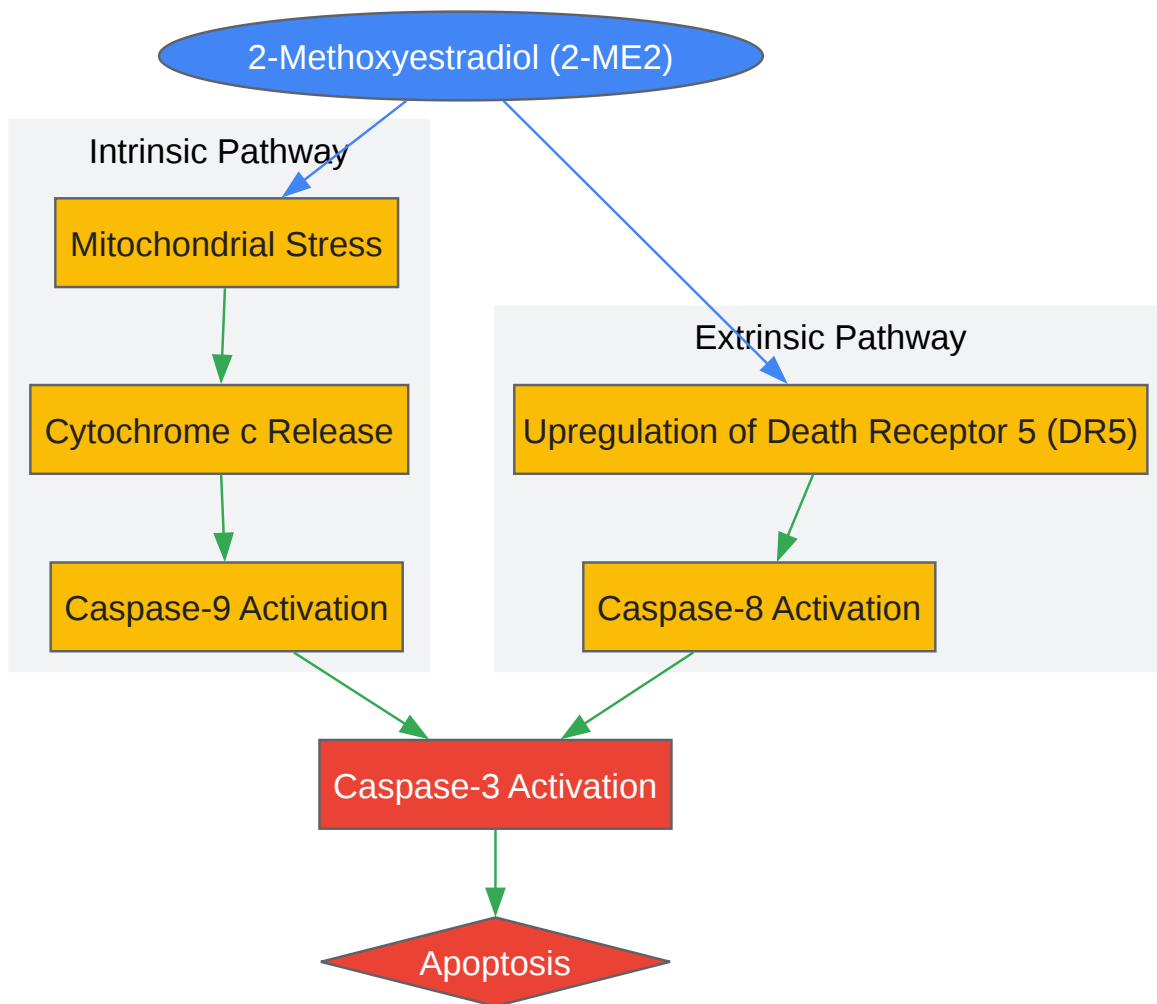 2-Methoxyestradiol (2-ME2)
Intrinsic Pathway
Mitochondrial Stress
Cytochrome c Release
Caspase-9 Activation
Extrinsic Pathway
Upregulation of Death Receptor 5 (DR5)
Caspase-8 Activation
Caspase-3 Activation
Apoptosis